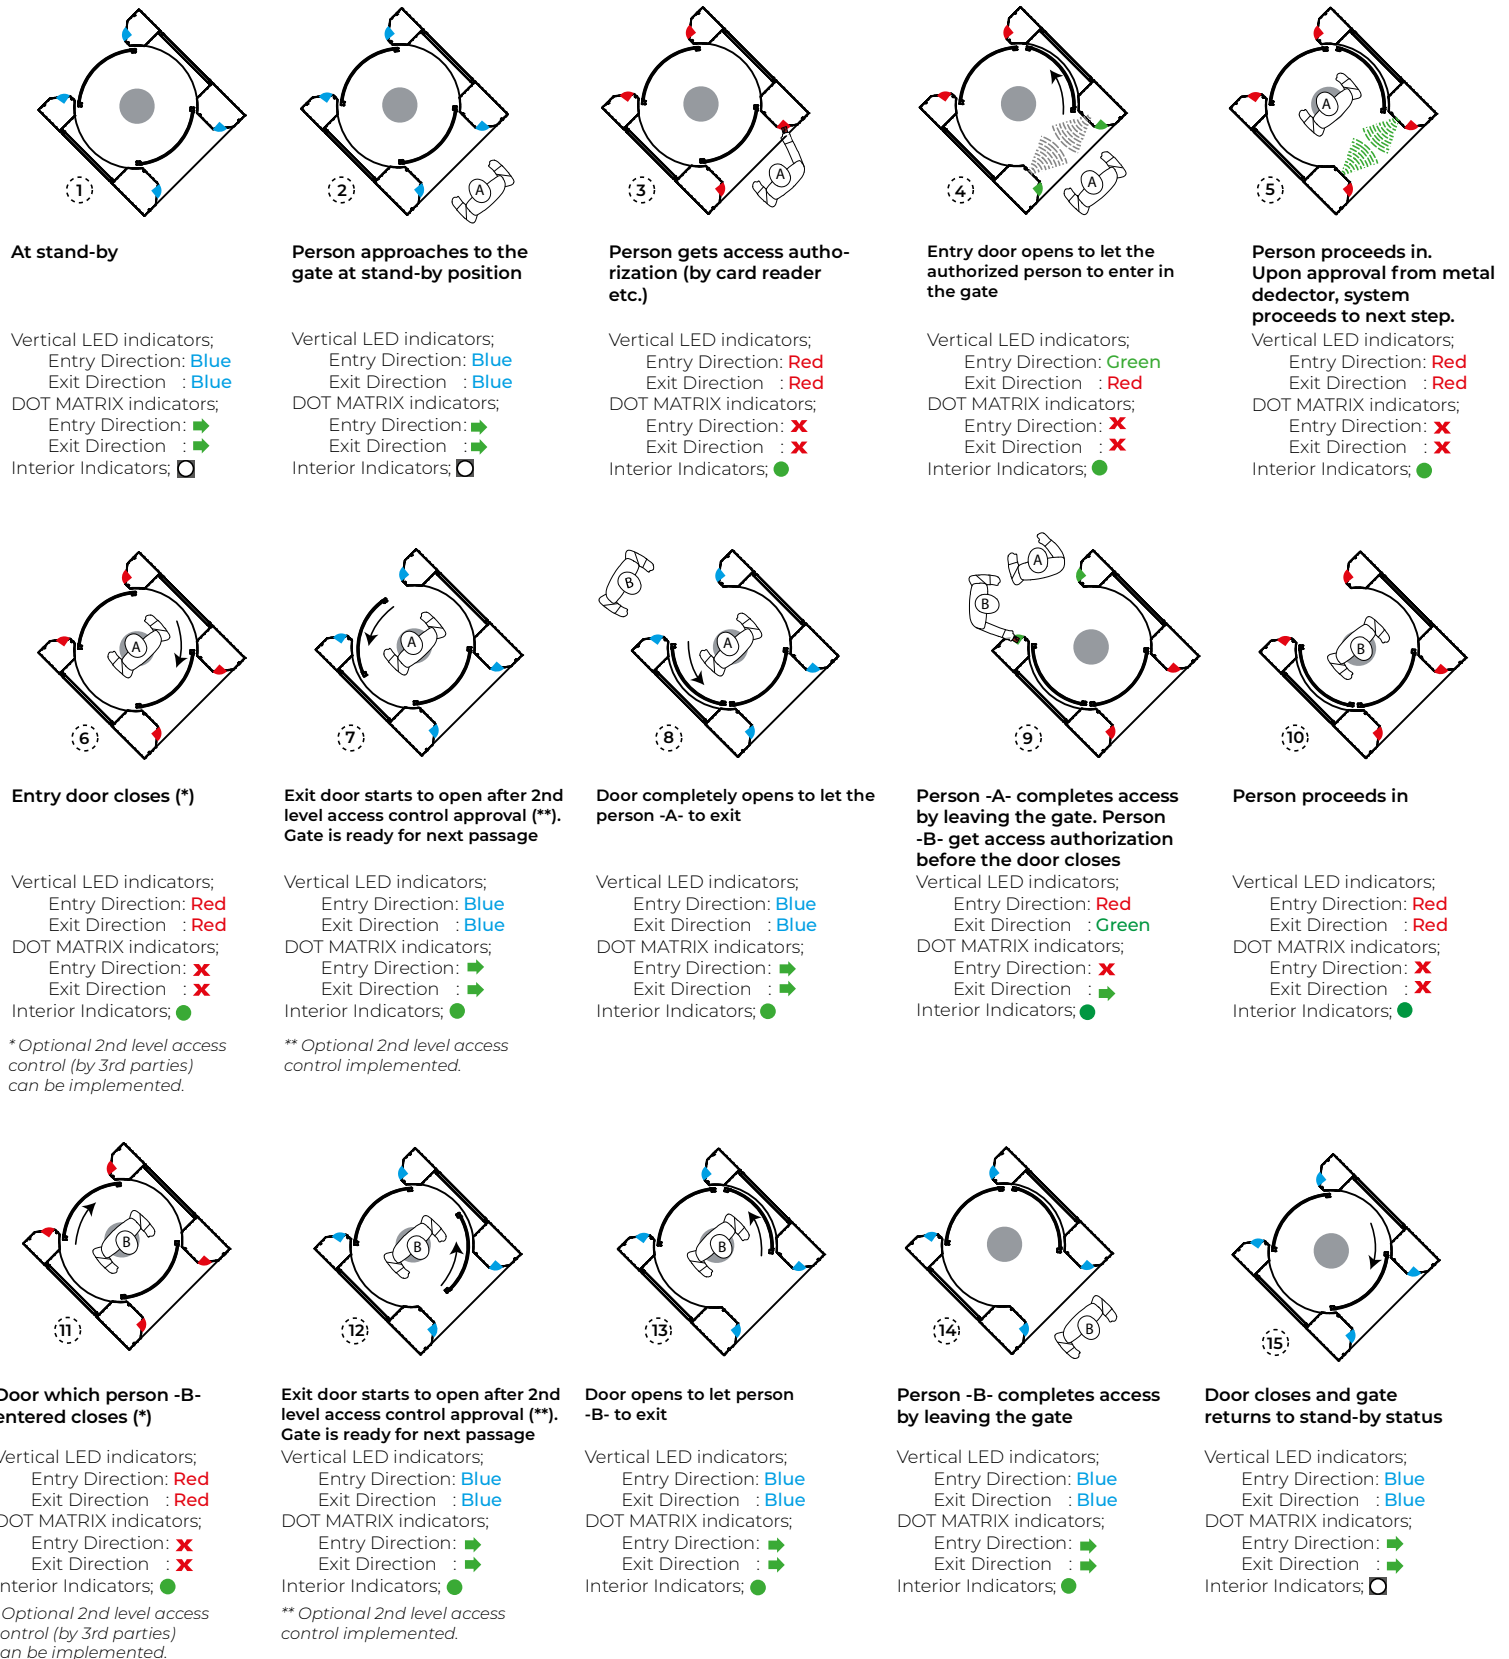 1
At stand-by
Vertical LED indicators;
Entry Direction: Blue
Exit Direction : Blue
DOT MATRIX indicators;
Entry Direction:
Exit Direction :
Interior Indicators;
A
2
Person approaches to the
gate at stand-by position
Vertical LED indicators;
Entry Direction: Blue
Exit Direction : Blue
DOT MATRIX indicators;
Entry Direction:
Exit Direction :
Interior Indicators;
A
3
Person gets access autho-
rization (by card reader
etc.)
Vertical LED indicators;
Entry Direction: Red
Exit Direction : Red
DOT MATRIX indicators;
Entry Direction: X
Exit Direction : X
Interior Indicators;
A
4
Entry door opens to let the
authorized person to enter in
the gate
Vertical LED indicators;
Entry Direction: Green
Exit Direction : Red
DOT MATRIX indicators;
Entry Direction: X
Exit Direction : X
Interior Indicators;
A
5
Person proceeds in.
Upon approval from metal
dedector, system
proceeds to next step.
Vertical LED indicators;
Entry Direction: Red
Exit Direction : Red
DOT MATRIX indicators;
Entry Direction: X
Exit Direction : X
Interior Indicators;
A
6
Entry door closes (*)
Vertical LED indicators;
Entry Direction: Red
Exit Direction : Red
DOT MATRIX indicators;
Entry Direction: X
Exit Direction : X
Interior Indicators;
* Optional 2nd level access
control (by 3rd parties)
can be implemented.
A
7
Exit door starts to open after 2nd
level access control approval (**).
Gate is ready for next passage
Vertical LED indicators;
Entry Direction: Blue
Exit Direction : Blue
DOT MATRIX indicators;
Entry Direction:
Exit Direction :
Interior Indicators;
** Optional 2nd level access
control implemented.
B
A
8
Door completely opens to let the
person -A- to exit
Vertical LED indicators;
Entry Direction: Blue
Exit Direction : Blue
DOT MATRIX indicators;
Entry Direction:
Exit Direction :
Interior Indicators;
A
B
9
Person -A- completes access
by leaving the gate. Person
-B- get access authorization
before the door closes
Vertical LED indicators;
Entry Direction: Red
Exit Direction : Green
DOT MATRIX indicators;
Entry Direction: X
Exit Direction :
Interior Indicators;
B
10
Person proceeds in
Vertical LED indicators;
Entry Direction: Red
Exit Direction : Red
DOT MATRIX indicators;
Entry Direction: X
Exit Direction : X
Interior Indicators;
B
11
Door which person -B-
entered closes (*)
Vertical LED indicators;
Entry Direction: Red
Exit Direction : Red
DOT MATRIX indicators;
Entry Direction: X
Exit Direction : X
Interior Indicators;
Optional 2nd level access
control (by 3rd parties)
can be implemented.
B
12
Exit door starts to open after 2nd
level access control approval (**).
Gate is ready for next passage
Vertical LED indicators;
Entry Direction: Blue
Exit Direction : Blue
DOT MATRIX indicators;
Entry Direction:
Exit Direction :
Interior Indicators;
** Optional 2nd level access
control implemented.
B
13
Door opens to let person
-B- to exit
Vertical LED indicators;
Entry Direction: Blue
Exit Direction : Blue
DOT MATRIX indicators;
Entry Direction:
Exit Direction :
Interior Indicators;
B
14
Person -B- completes access
by leaving the gate
Vertical LED indicators;
Entry Direction: Blue
Exit Direction : Blue
DOT MATRIX indicators;
Entry Direction:
Exit Direction :
Interior Indicators;
15
Door closes and gate
returns to stand-by status
Vertical LED indicators;
Entry Direction: Blue
Exit Direction : Blue
DOT MATRIX indicators;
Entry Direction:
Exit Direction :
Interior Indicators;